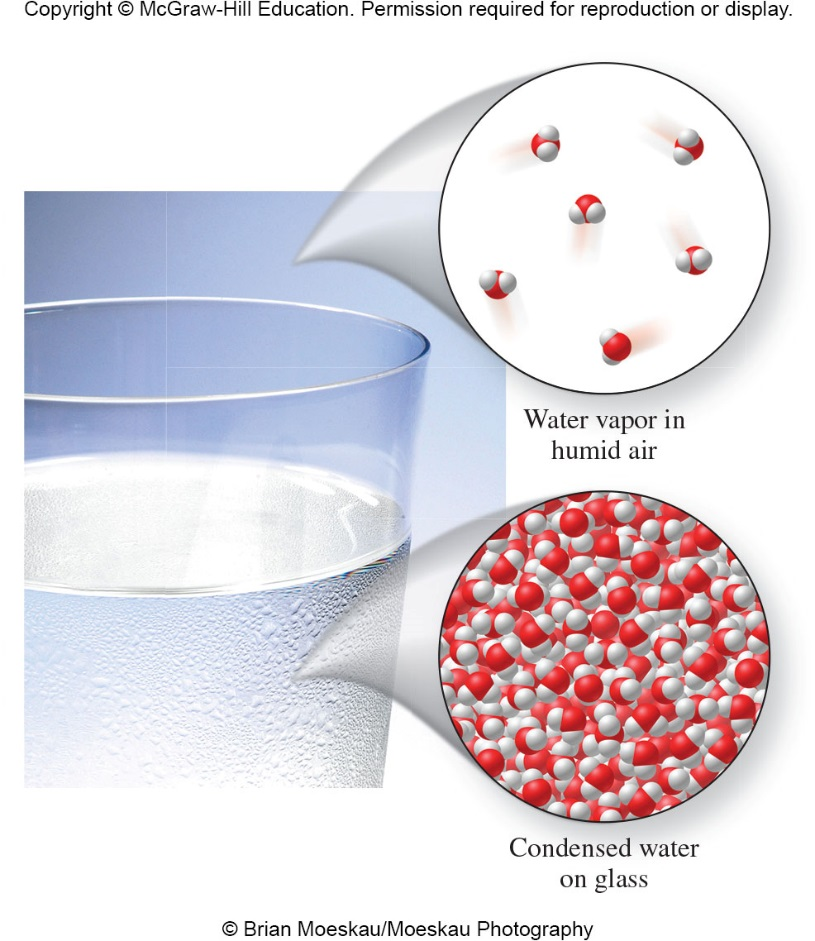 Copyright © McGraw-Hill Education. Permission required for reproduction or display.
Water vapor in
humid air
Condensed water
on glass
© Brian Moeskau/Moeskau Photography